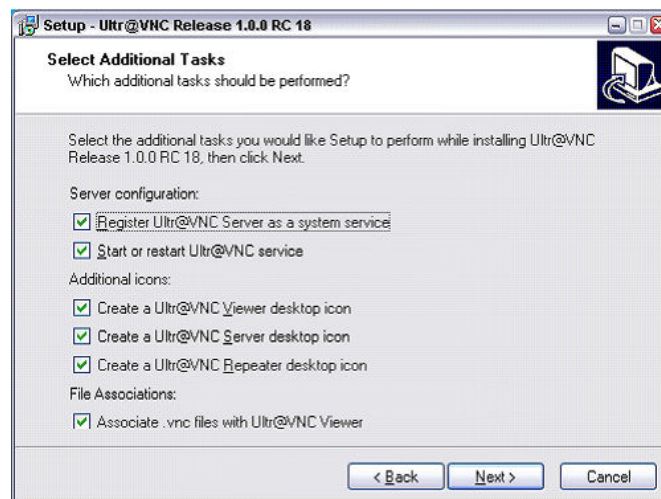 Setup - Ultr@VNC Release 1.0.0 RC 18
Select Additional Tasks
Which additional tasks should be performed?
Select the additional tasks you would like Setup to perform while installing Ultr@VNC
Release 1.0.0 RC 18, then click Next.
Server configuration:
Register Ultr@VNC Server as a system service
Start or restart Ultr@VNC service
Additional icons:
Create a Ultr@VNC Viewer desktop icon
Create a Ultr@VNC Server desktop icon
Create a Ultr@VNC Repeater desktop icon
File Associations:
Associate .vnc files with Ultr@VNC Viewer
< Back Next > Cancel